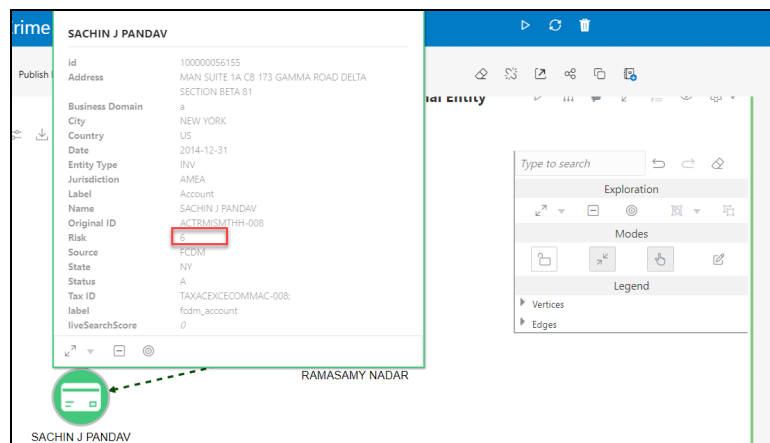 rime
SACHIN J PANDAV
id 100000056155
Publish
Address MAN SUITE 1A CB 173 GAMMA ROAD DELTA
SECTION BETA 81
Business Domain a
nal Entity
City NEW YORK
Country US
Date 2014-12-31
Entity Type INV
Jurisdiction AMEA
Label Account
Name SACHIN J PANDAV
Original ID ACTRMISMTHH-008
Risk 6
Source FCDM
State NY
Status A
Tax ID TAXACEXCECOMMAC-008;
label fcdm_account
liveSearchScore 0
Type to search
Exploration
Modes
Legend
Vertices
Edges
RAMASAMY NADAR
SACHIN J PANDAV